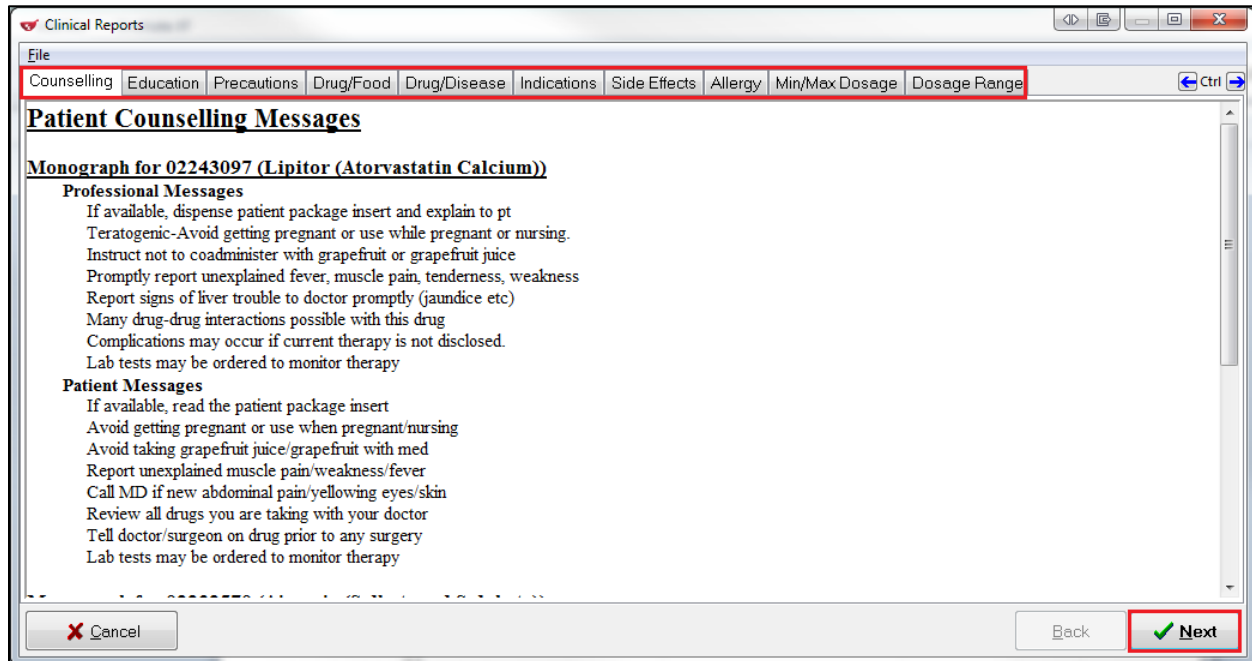 Clinical Reports
File
Counselling Education Precautions Drug/Food Drug/Disease Indications Side Effects Allergy Min/Max Dosage Dosage Range Ctrl
Patient Counselling Messages
Monograph for 02243097 (Lipitor (Atorvastatin Calcium))
Professional Messages
If available, dispense patient package insert and explain to pt
Teratogenic-Avoid getting pregnant or use while pregnant or nursing.
Instruct not to coadminister with grapefruit or grapefruit juice
Promptly report unexplained fever, muscle pain, tenderness, weakness
Report signs of liver trouble to doctor promptly (jaundice etc)
Many drug-drug interactions possible with this drug
Complications may occur if current therapy is not disclosed.
Lab tests may be ordered to monitor therapy
Patient Messages
If available, read the patient package insert
Avoid getting pregnant or use when pregnant/nursing
Avoid taking grapefruit juice/grapefruit with med
Report unexplained muscle pain/weakness/fever
Call MD if new abdominal pain/yellowing eyes/skin
Review all drugs you are taking with your doctor
Tell doctor/surgeon on drug prior to any surgery
Lab tests may be ordered to monitor therapy
Cancel Back Next